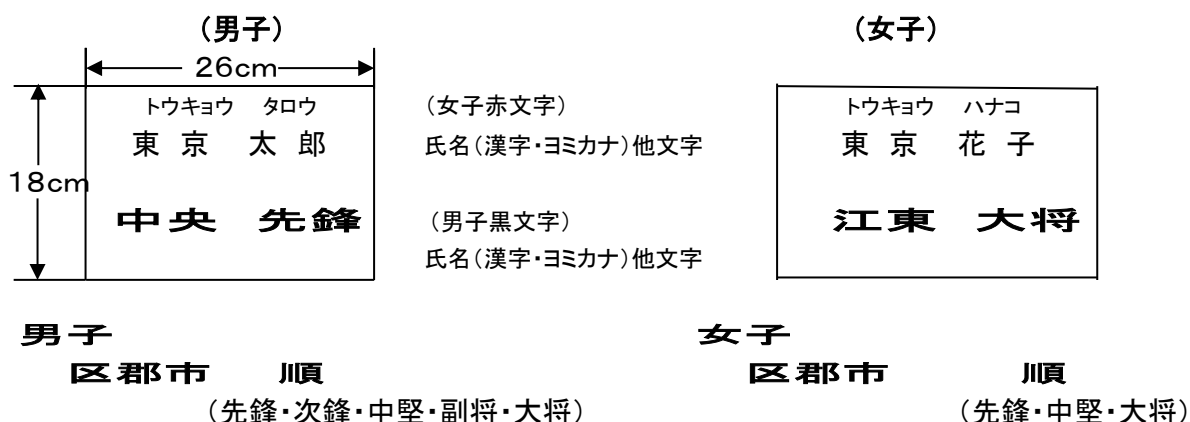 (男子) (女子)
26cm
トウキョウ タロウ
東 京 太 郎
中央 先鋒
18cm
(女子赤文字)
氏名(漢字・ヨミカナ)他文字
(男子黒文字)
氏名(漢字・ヨミカナ)他文字
トウキョウ ハナコ
東 京 花 子
江東 大将
男子
区郡市 順
(先鋒・次鋒・中堅・副将・大将)
女子
区郡市 順
(先鋒・中堅・大将)